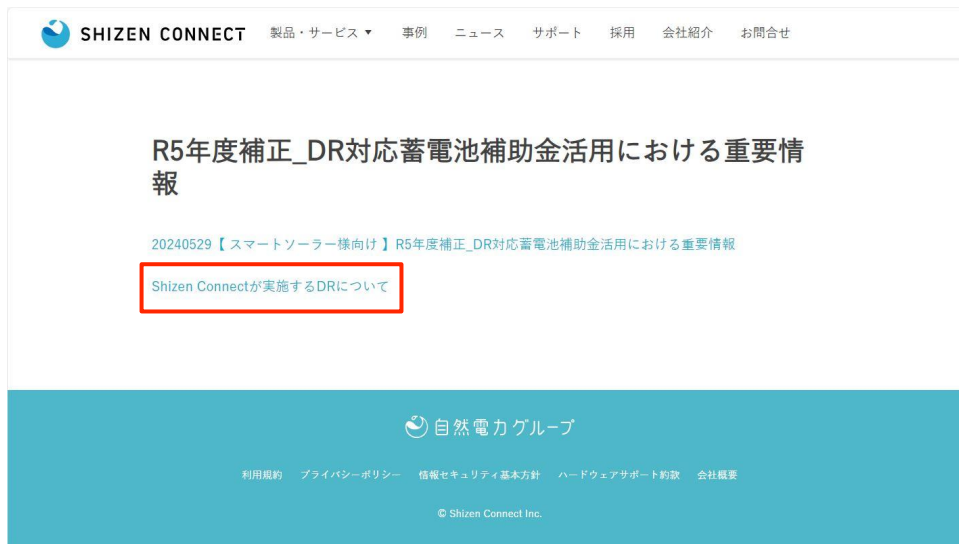 SHIZEN CONNECT 製品・サービス ▼ 事例 ニュース サポート 採用 会社紹介 お問合せ
R5年度補正_DR対応蓄電池補助金活用における重要情
報
20240529【 スマートソーラー様向け 】R5年度補正_DR対応蓄電池補助金活用における重要情報
Shizen Connectが実施するDRについて
自然電力グループ
利用規約 プライバシーポリシー 情報セキュリティ基本方針 ハードウェアサポート約款 会社概要
© Shizen Connect Inc.